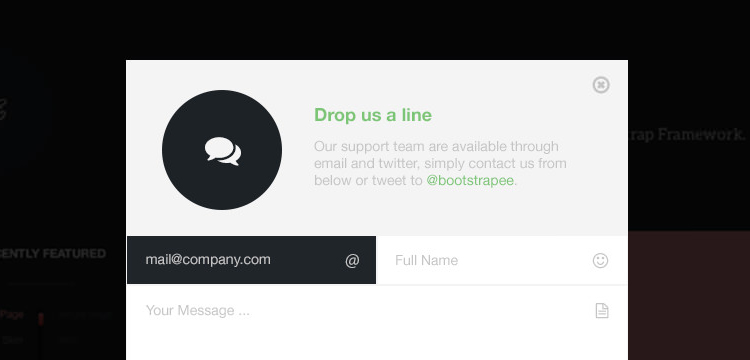 Drop us a line
Our support team are available through
email and twitter, simply contact us from
below or tweet to @bootstrapee.
rap Framework.
CENTLY FEATURED
mail@company.com @
Full Name
Your Message ...
Page